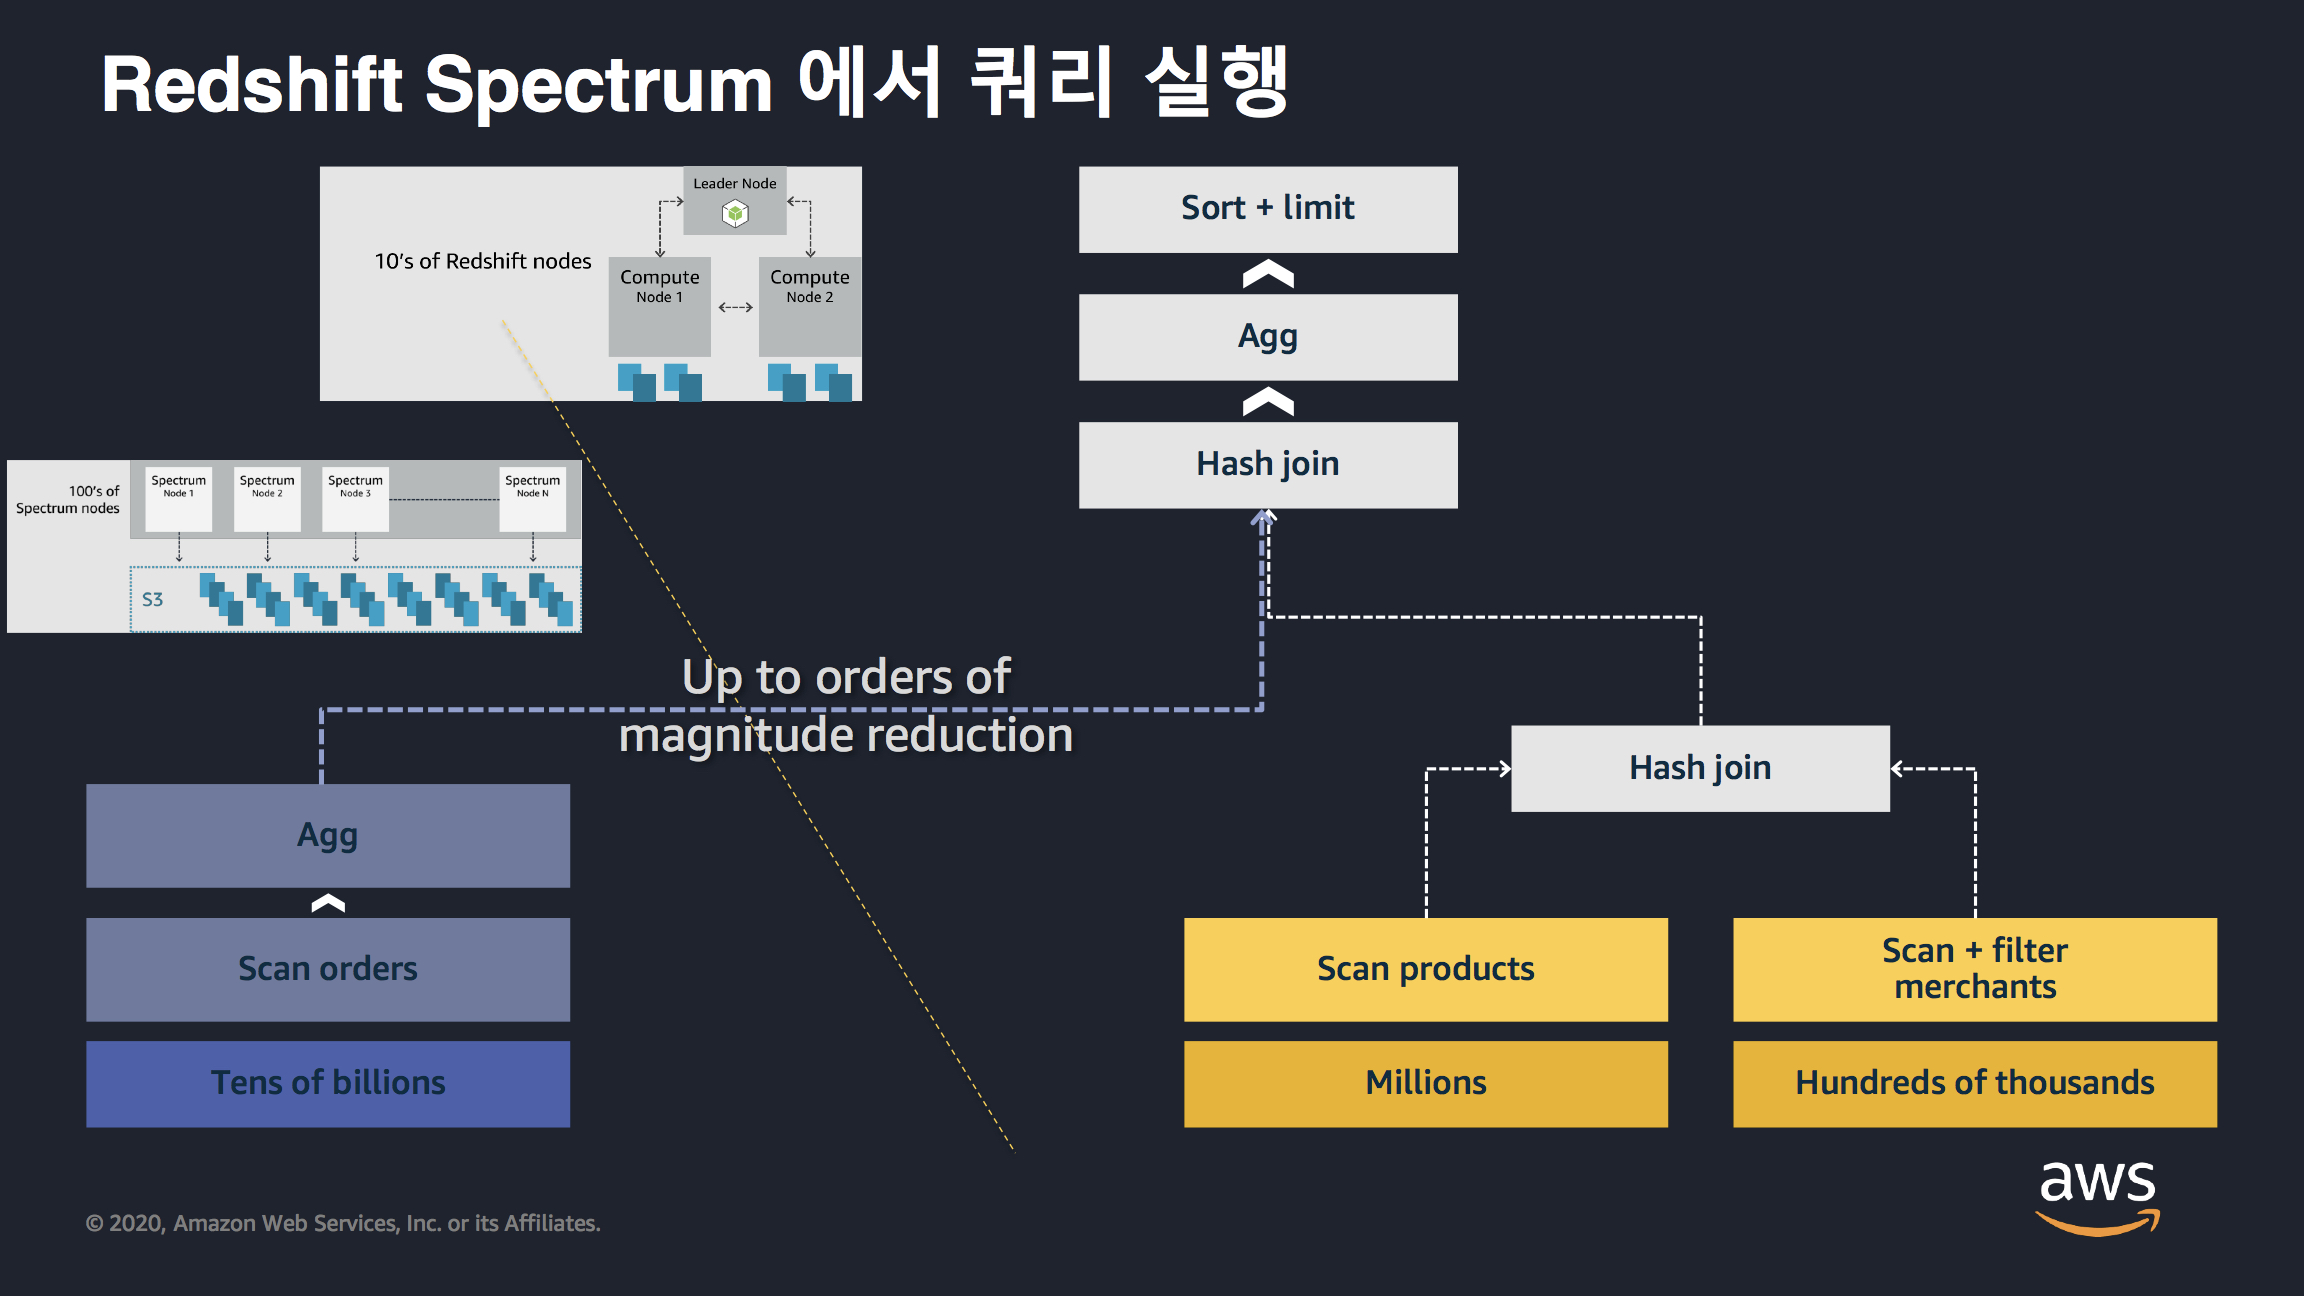 Redshift Spectrum 에서 쿼리 실행
Leader Node
10's of Redshift nodes
Compute
Node 1
Compute
Node 2
100's of
Spectrum nodes
Spectrum
Node 1
Spectrum
Node 2
Spectrum
Node 3
Spectrum
Node N
S3
Sort + limit
Agg
Hash join
Up to orders of
magnitude reduction
Hash join
Agg
Scan orders
Tens of billions
Scan products
Millions
Scan + filter
merchants
Hundreds of thousands
© 2020, Amazon Web Services, Inc. or its Affiliates.
aws